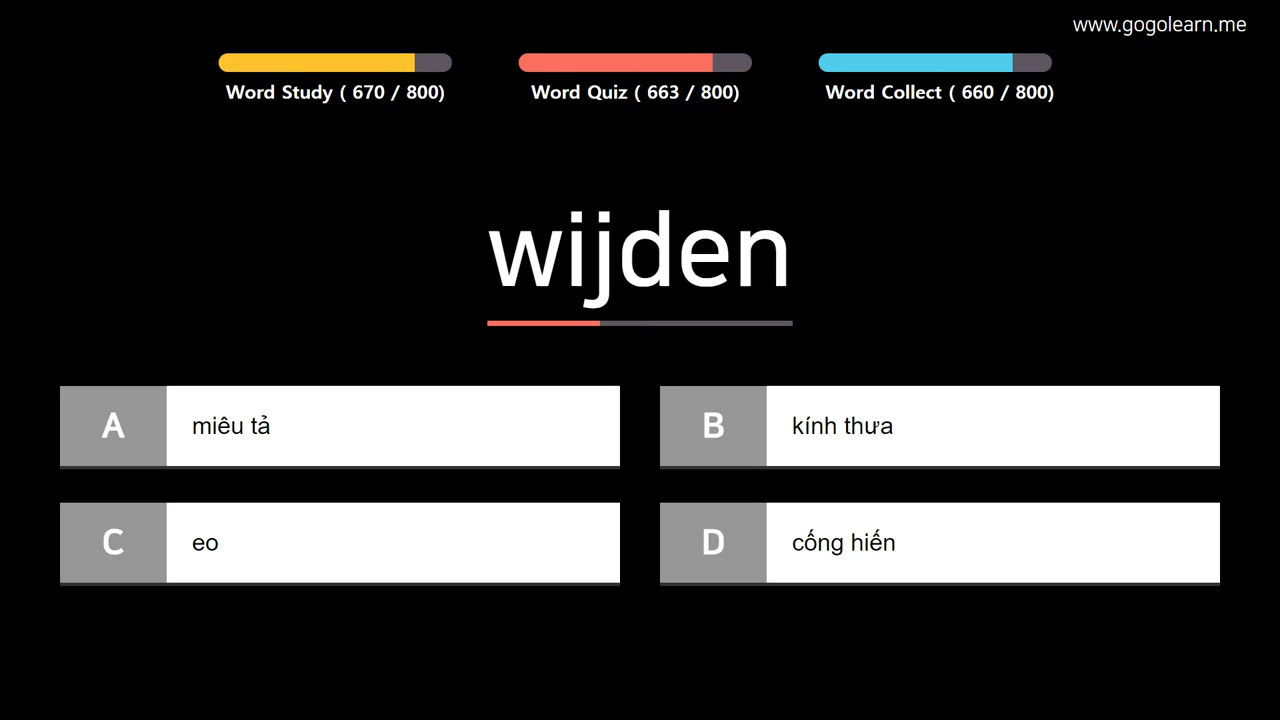 www.gogolearn.me
Word Study ( 670 / 800)
Word Quiz ( 663 / 800)
Word Collect ( 660 / 800)
wijden
A miêu tả
B kính thưa
C eo
D cống hiến